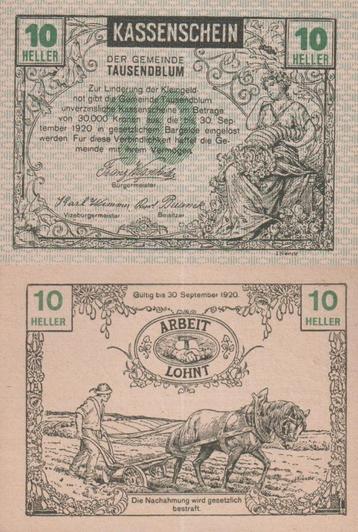 10
HELLER
KASSENSCHEIN
10
HELLER
DER GEMEINDE
TAUSENDBLUM
Zur Linderung der Kleingeld
not gibt die Gemeinde Tausendblum
unverzinsliche Kassenscheine im Betrage
von 30.000 Kronen die 30. Sep
tember 1920 in gesetzlichem Bargelde eingelöst
werden. Für diese Verbindlichkeit haftet die Ge-
meinde mit ihrem Vermögen.
10
Bürgermeister
Karl
Vizebürgermeister
Beisitzer
10
HELLER
Gültig bis 30 September 1920.
10
HELLER
ARBEIT
LOHNT
Die Nachahmung wird gesetzlich
bestraft.